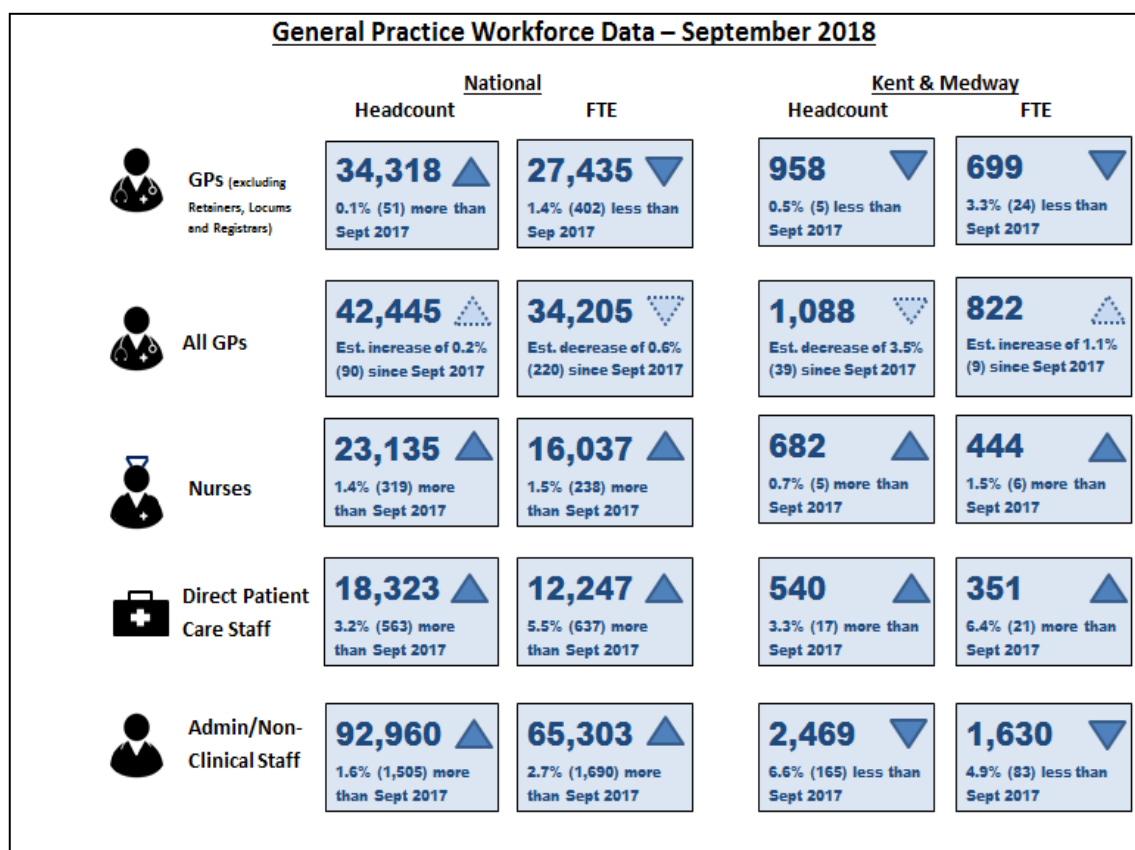 General Practice Workforce Data – September 2018
National
Kent & Medway
Headcount
FTE
Headcount
FTE
GPs (excluding
Retainers, Locums
and Registrars)
34,318
0.1% (51) more than
Sept 2017
27,435
1.4% (402) less than
Sep 2017
958
0.5% (5) less than
Sept 2017
699
3.3% (24) less than
Sept 2017
All GPs
42,445
Est. increase of 0.2%
(90) since Sept 2017
34,205
Est. decrease of 0.6%
(220) since Sept 2017
1,088
Est. decrease of 3.5%
(39) since Sept 2017
822
Est. increase of 1.1%
(9) since Sept 2017
Nurses
23,135
1.4% (319) more
than Sept 2017
16,037
1.5% (238) more
than Sept 2017
682
0.7% (5) more than
Sept 2017
444
1.5% (6) more than
Sept 2017
Direct Patient
Care Staff
18,323
3.2% (563) more
than Sept 2017
12,247
5.5% (637) more
than Sept 2017
540
3.3% (17) more than
Sept 2017
351
6.4% (21) more than
Sept 2017
Admin/Non-
Clinical Staff
92,960
1.6% (1,505) more
than Sept 2017
65,303
2.7% (1,690) more
than Sept 2017
2,469
6.6% (165) less than
Sept 2017
1,630
4.9% (83) less than
Sept 2017